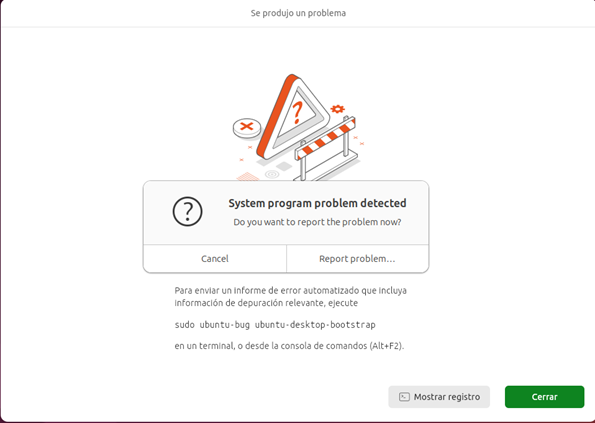 Se produjo un problema
System program problem detected
Do you want to report the problem now?
Cancel
Report problem…
Para enviar un informe de error automatizado que incluya
información de depuración relevante, ejecute
sudo ubuntu-bug ubuntu-desktop-bootstrap
en un terminal, o desde la consola de comandos (Alt+F2).
Mostrar registro
Cerrar